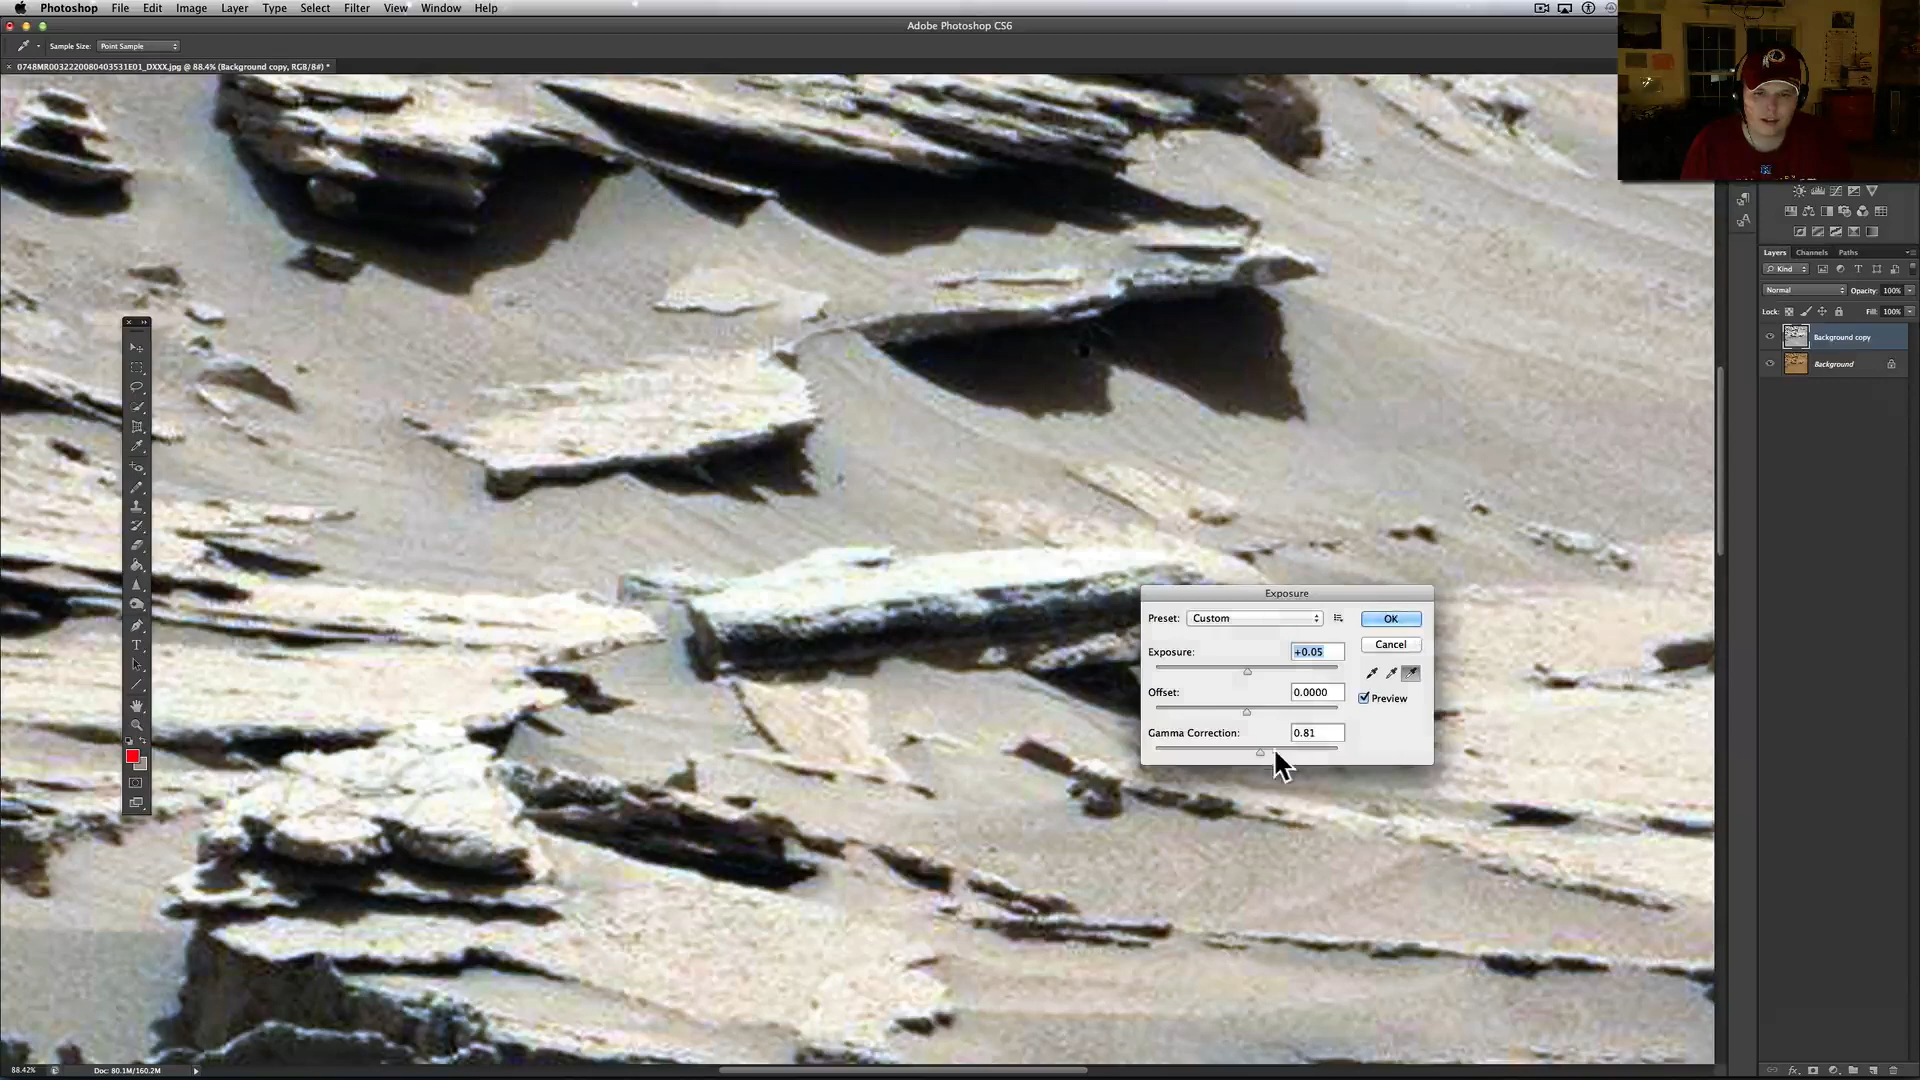 Photoshop File Edit Image Layer Type Select Filter View Window Help
Adobe Photoshop CS6
Sample Size: Point Sample
0748MR0032220080403531E01_DXXX.jpg @ 88.4% (Background copy, RGB/8#) *
Layers Channels Paths
Kind
Normal Opacity: 100%
Lock: Fill: 100%
Background copy
Background
Exposure
Preset: Custom OK
Cancel
Exposure: +0.05
Offset: 0.0000
Preview
Gamma Correction: 0.81
88.42% Doc: 80.1M/160.2M